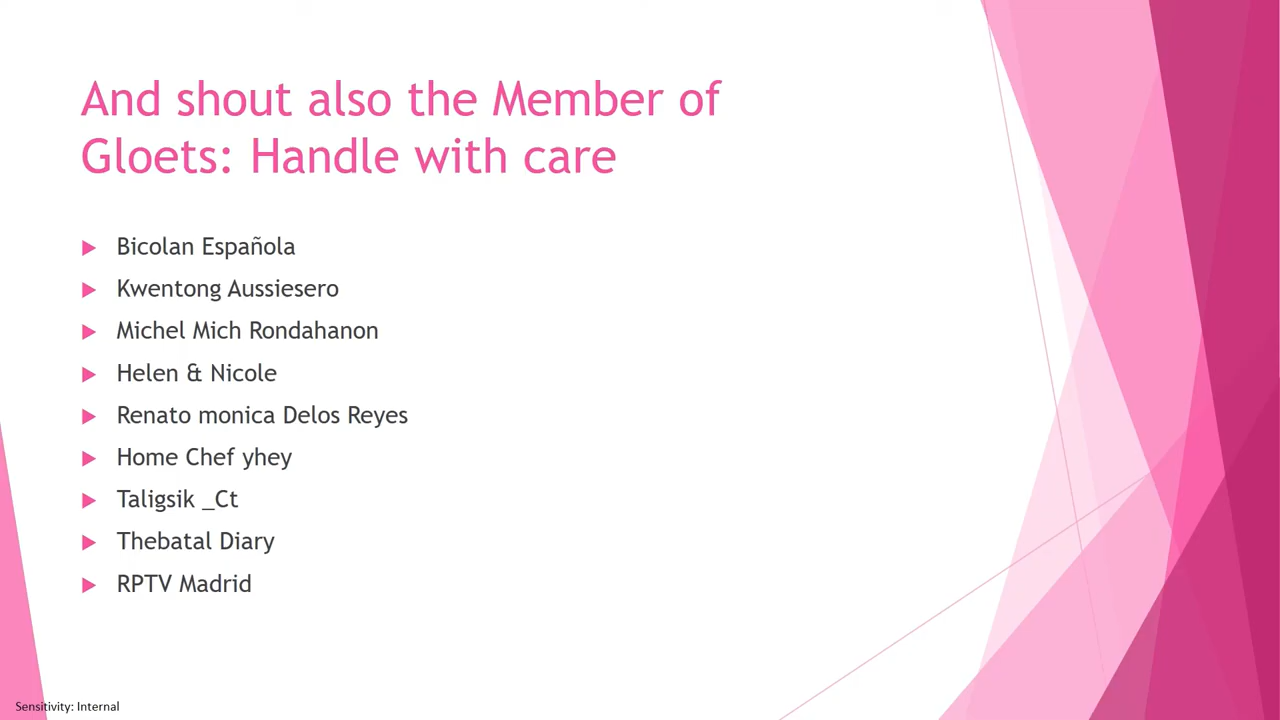 And shout also the Member of
Gloets: Handle with care
Bicolan Española
Kwentong Aussiesero
Michel Mich Rondahanon
Helen & Nicole
Renato monica Delos Reyes
Home Chef yhey
Taligsik _Ct
Thebatal Diary
RPTV Madrid
Sensitivity: Internal